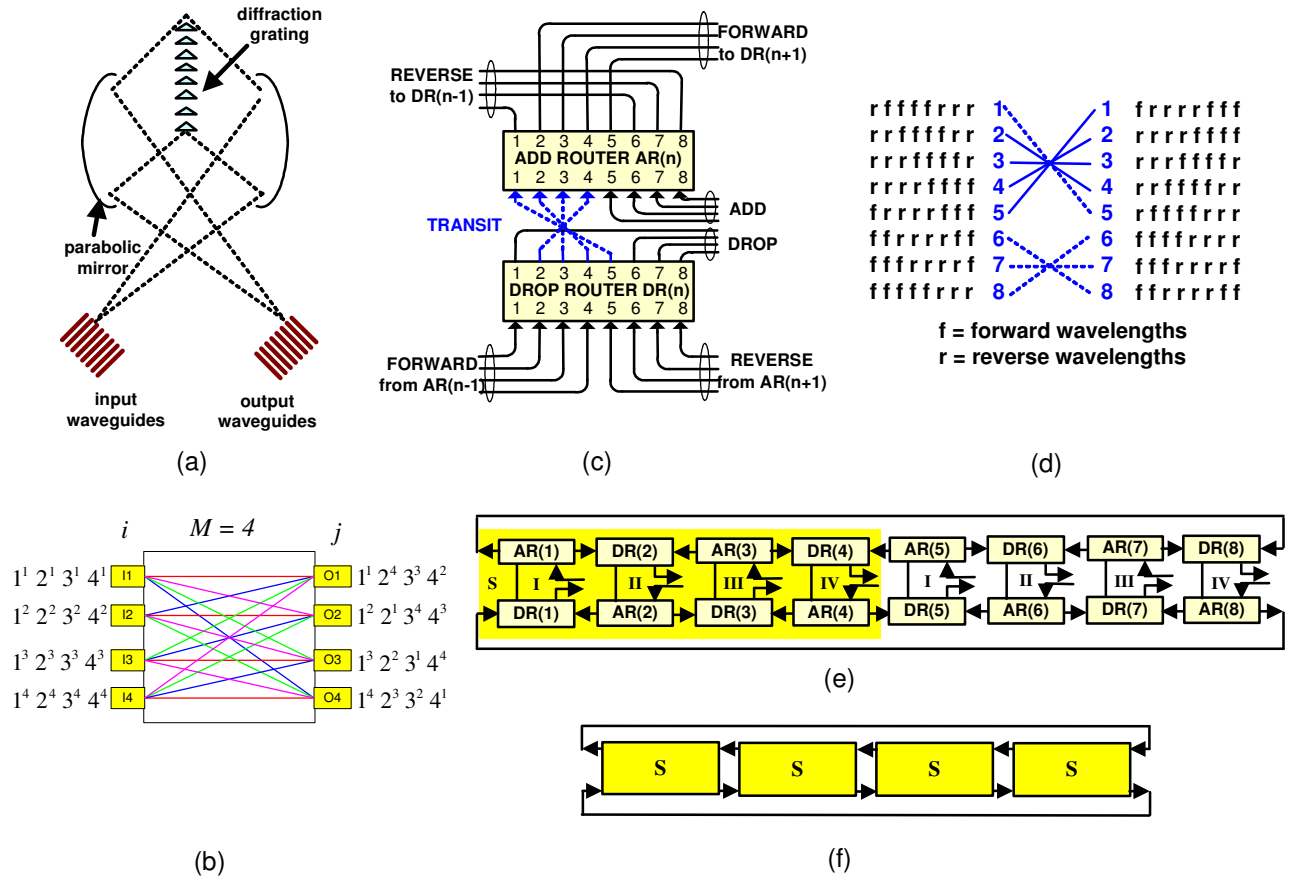 diffraction
grating
parabolic
mirror
input
waveguides
output
waveguides
(a)
FORWARD
to DR(n+1)
REVERSE
to DR(n-1)
1 2 3 4 5 6 7 8
ADD ROUTER AR(n)
1 2 3 4 5 6 7 8
ADD
TRANSIT
DROP
1 2 3 4 5 6 7 8
DROP ROUTER DR(n)
1 2 3 4 5 6 7 8
FORWARD
from AR(n-1)
REVERSE
from AR(n+1)
(c)
r f f f f r r r 1 1 f r r r r f f f
r r f f f f r r 2 2 f f r r r r f f
r r r f f f f r 3 3 f f f r r r r f
r r r r f f f f 4 4 r f f f r r r r
f r r r r f f f 5 5 r r f f f r r r
f f r r r r f f 6 6 r r f f f r r r
f f f r r r r f 7 7
f f f f r r r r 8 8
f = forward wavelengths
r = reverse wavelengths
(d)
i M = 4 j
1¹ 2¹ 3¹ 4¹ I1 O1 1¹ 2⁴ 3³ 4²
1² 2² 3² 4² I2 O2 1² 2¹ 3⁴ 4³
1³ 2³ 3³ 4³ I3 O3 1³ 2² 3¹ 4⁴
1⁴ 2⁴ 3⁴ 4⁴ I4 O4 1⁴ 2³ 3² 4¹
(b)
AR(1) DR(2) AR(3) DR(4) AR(5) DR(6) AR(7) DR(8)
S I II III IV I II III IV
DR(1) AR(2) DR(3) AR(4) DR(5) AR(6) DR(7) AR(8)
(e)
S S S S
(f)